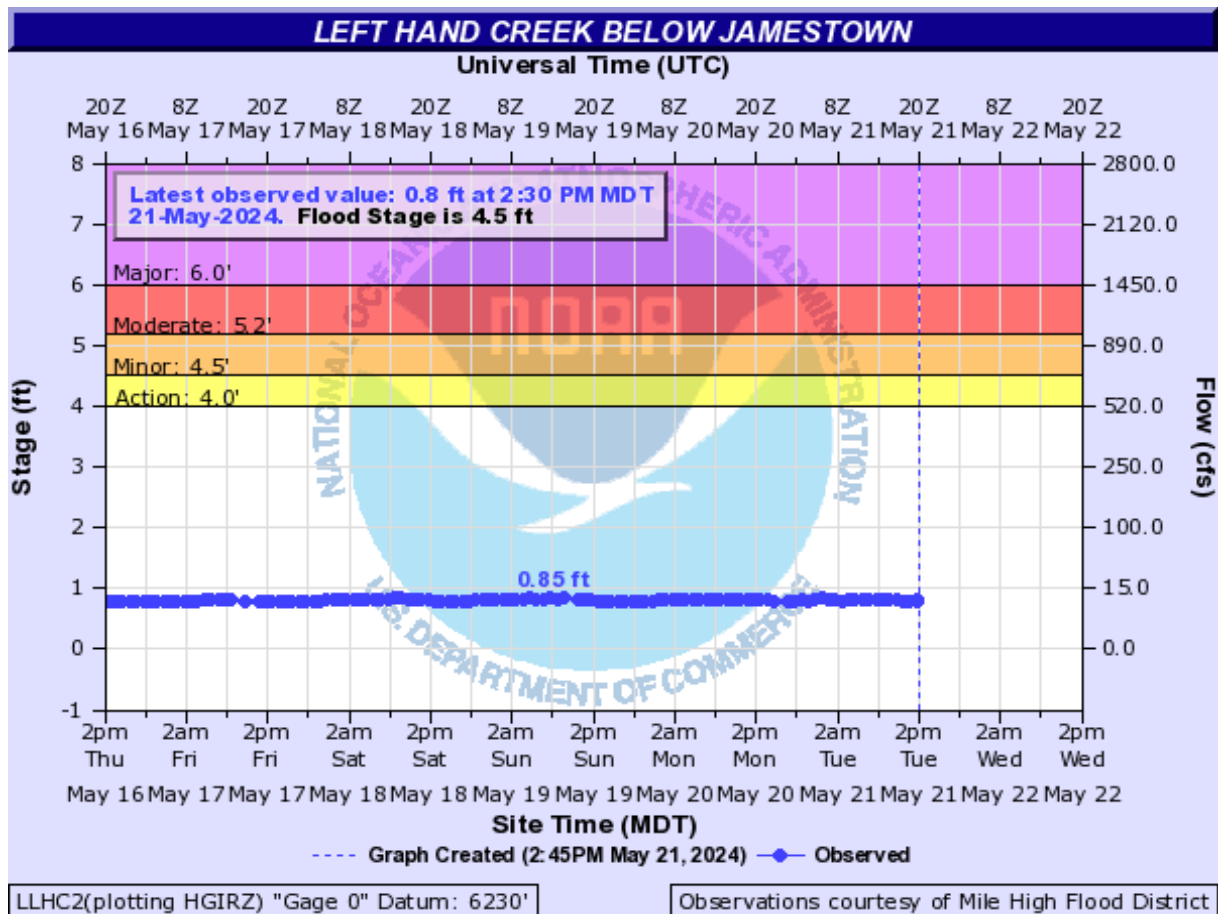 LEFT HAND CREEK BELOW JAMESTOWN
Universal Time (UTC)
20Z 8Z 20Z 8Z 20Z 8Z 20Z 8Z 20Z 8Z 20Z 8Z 20Z
May 16 May 17 May 17 May 18 May 18 May 19 May 19 May 20 May 20 May 21 May 21 May 22 May 22
8 2800.0
Latest observed value: 0.8 ft at 2:30 PM MDT
21-May-2024. Flood Stage is 4.5 ft
7 2120.0
Major: 6.0'
6 1450.0
Moderate: 5.2'
5 890.0
Minor: 4.5'
Action: 4.0'
4 520.0
3 250.0
2 100.0
0.85 ft
1 15.0
0 0.0
-1
Stage (ft)
Flow (cfs)
NATIONAL OCEANIC AND ATMOSPHERIC ADMINISTRATION
NOAA
U.S. DEPARTMENT OF COMMERCE
2pm 2am 2pm 2am 2pm 2am 2pm 2am 2pm 2am 2pm 2am 2pm
Thu Fri Fri Sat Sat Sun Sun Mon Mon Tue Tue Wed Wed
May 16 May 17 May 17 May 18 May 18 May 19 May 19 May 20 May 20 May 21 May 21 May 22 May 22
Site Time (MDT)
Graph Created (2:45PM May 21, 2024) Observed
LLHC2(plotting HGIRZ) "Gage 0" Datum: 6230'
Observations courtesy of Mile High Flood District